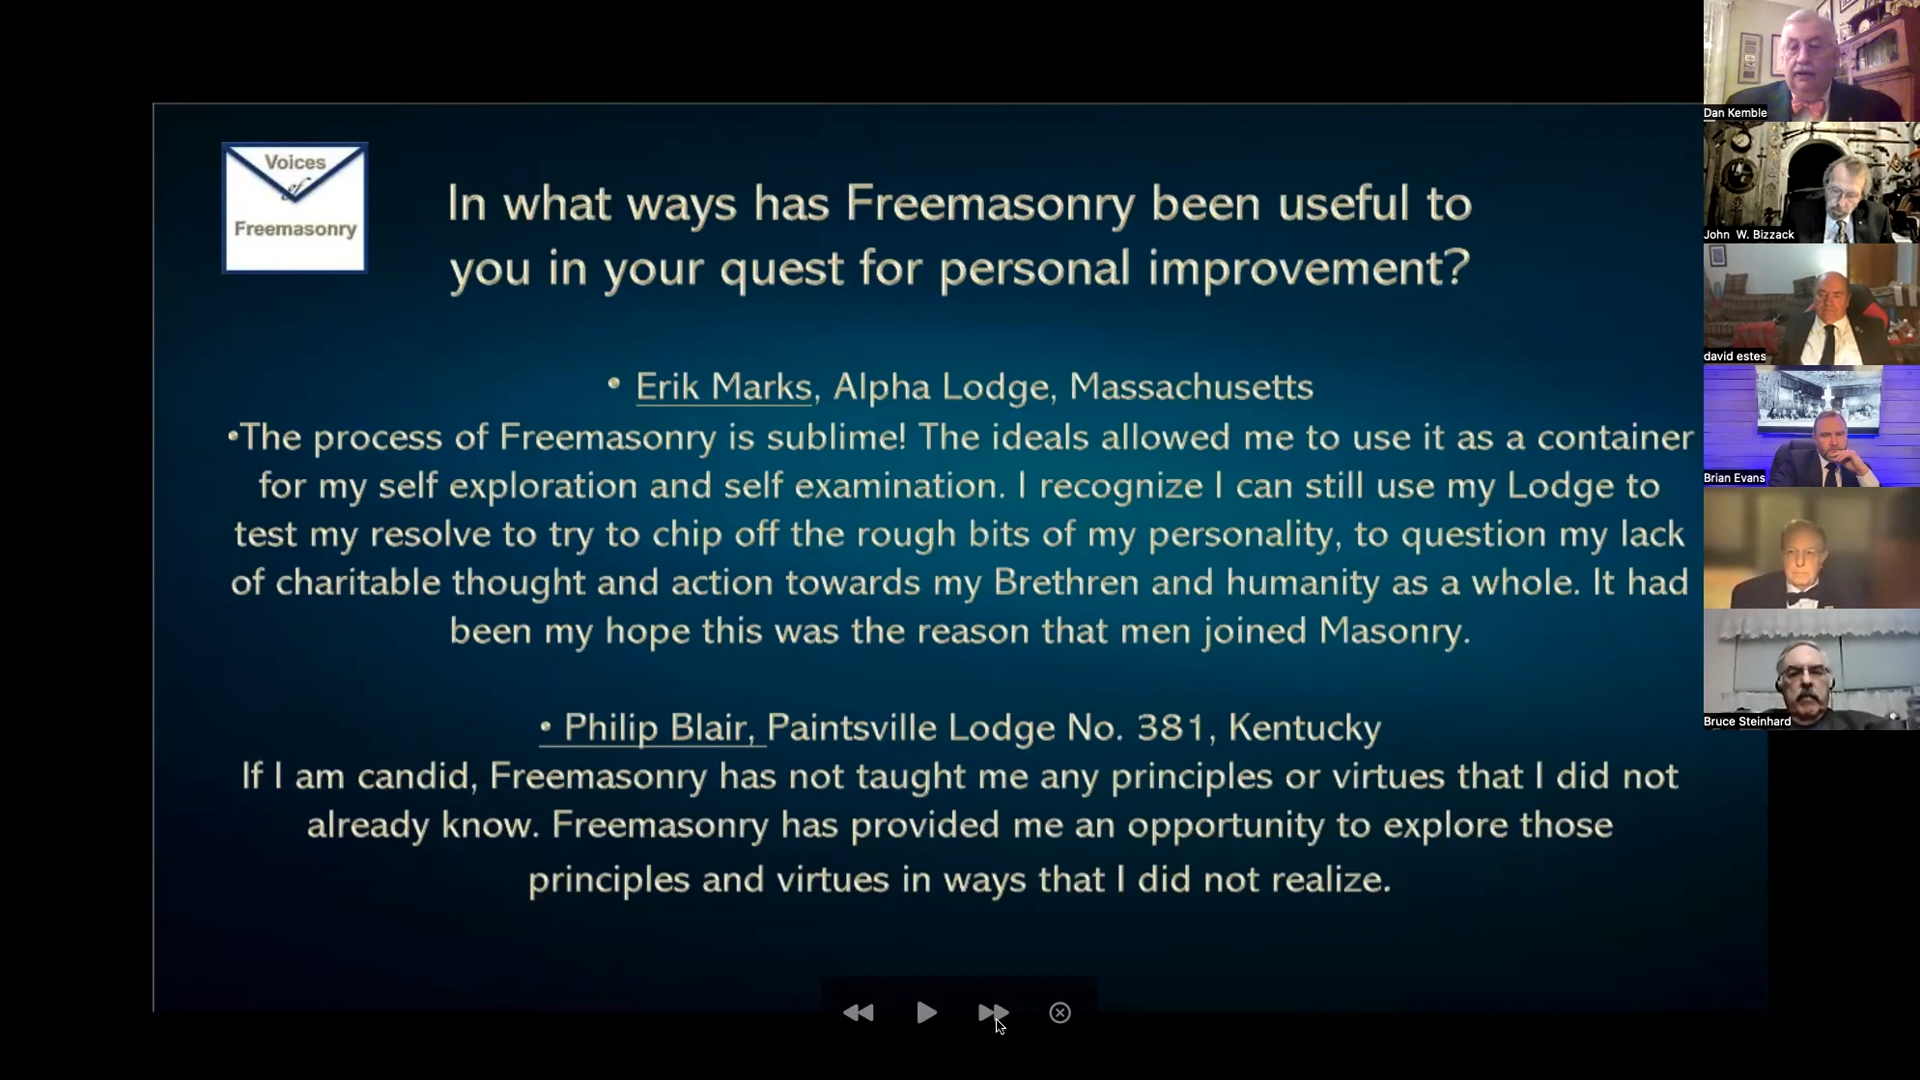 Voices
of
Freemasonry
In what ways has Freemasonry been useful to
you in your quest for personal improvement?
• Erik Marks, Alpha Lodge, Massachusetts
•The process of Freemasonry is sublime! The ideals allowed me to use it as a container
for my self exploration and self examination. I recognize I can still use my Lodge to
test my resolve to try to chip off the rough bits of my personality, to question my lack
of charitable thought and action towards my Brethren and humanity as a whole. It had
been my hope this was the reason that men joined Masonry.
• Philip Blair, Paintsville Lodge No. 381, Kentucky
If I am candid, Freemasonry has not taught me any principles or virtues that I did not
already know. Freemasonry has provided me an opportunity to explore those
principles and virtues in ways that I did not realize.
Dan Kemble
John W. Bizzack
david estes
Brian Evans
Bruce Steinhard